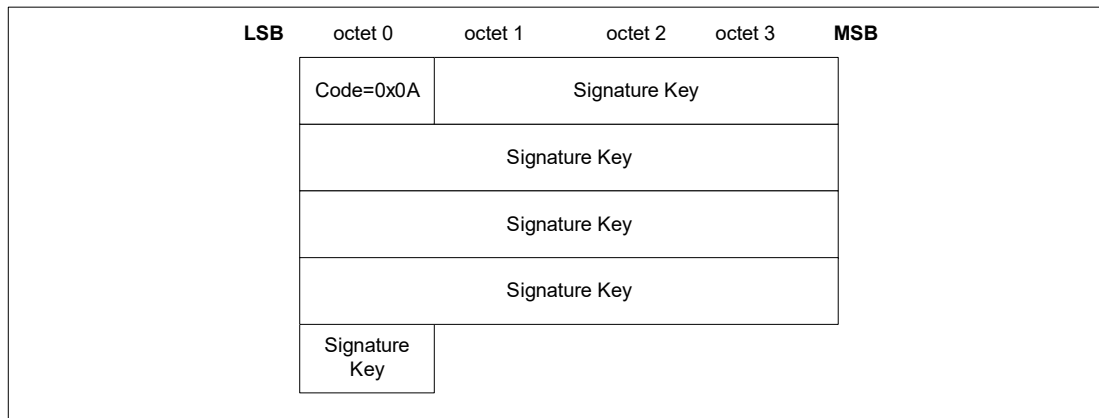 LSB octet 0 octet 1 octet 2 octet 3 MSB
Code=0x0A Signature Key
Signature Key
Signature Key
Signature Key
Signature
Key